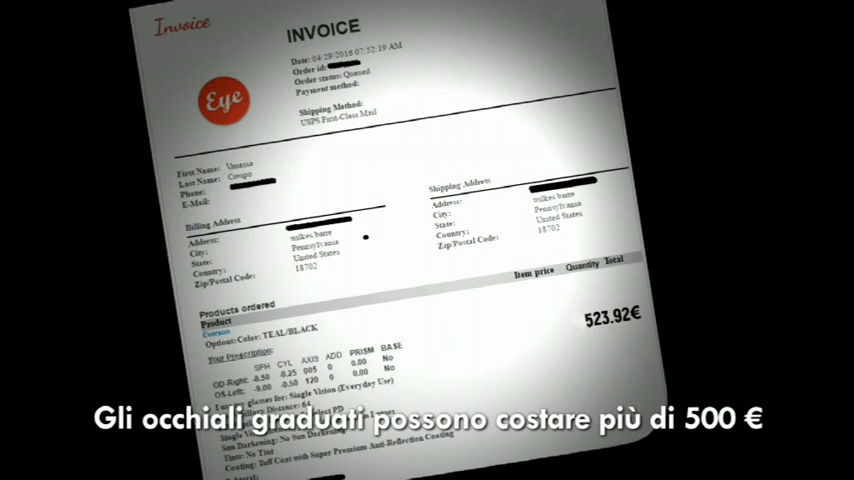 Invoice
INVOICE
Date: 04/29/2016 07:52:19 AM
Order id:
Order status: Queued
Payment method:
Eye
Shipping Method:
USPS First-Class Mail
First Name: Vanessa
Last Name: Crespo
Phone:
E-Mail:
Billing Address
Address:
City: wilkes barre
State: Pennsylvania
Country: United States
Zip/Postal Code: 18702
Shipping Address
Address:
City: wilkes barre
State: Pennsylvania
Country: United States
Zip/Postal Code: 18702
Products ordered
Product Item price Quantity Total
Everson
Options: Color: TEAL/BLACK
523.92€
Your Prescription:
SPH CYL AXIS ADD PRISM BASE
OD-Right: -8.50 -0.25 005 0 0.00 No
OS-Left: -9.00 -0.50 120 0 0.00 No
glasses for: Single Vision (Everyday Use)
Distance: 64
Gli occhiali graduati possono costare più di 500 €
Single
Sun Darkening: No Sun Darkening
Tints: No Tint
Coating: Tuff Coat with Super Premium Anti-Reflection Coating